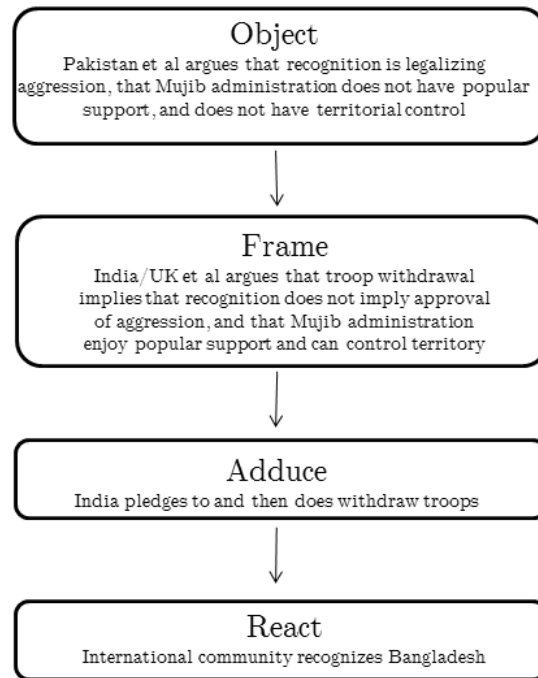 Object
Pakistan et al argues that recognition is legalizing
aggression, that Mujib administration does not have popular
support, and does not have territorial control
Frame
India/UK et al argues that troop withdrawal
implies that recognition does not imply approval
of aggression, and that Mujib administration
enjoy popular support and can control territory
Adduce
India pledges to and then does withdraw troops
React
International community recognizes Bangladesh